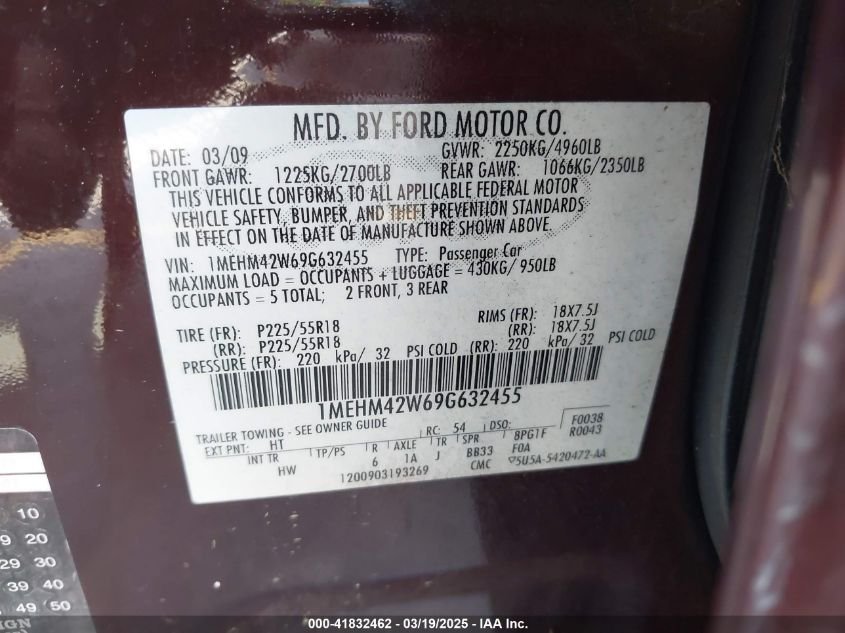 MFD. BY FORD MOTOR CO.
DATE: 03/09 GVWR: 2250KG/4960LB
FRONT GAWR: 1225KG/2700LB REAR GAWR: 1066KG/2350LB
THIS VEHICLE CONFORMS TO ALL APPLICABLE FEDERAL MOTOR
VEHICLE SAFETY, BUMPER, AND THEFT PREVENTION STANDARDS
IN EFFECT ON THE DATE OF MANUFACTURE SHOWN ABOVE.
VIN: 1MEHM42W69G632455 TYPE: Passenger Car
MAXIMUM LOAD = OCCUPANTS + LUGGAGE = 430KG/ 950LB
OCCUPANTS = 5 TOTAL; 2 FRONT, 3 REAR
TIRE (FR): P225/55R18 RIMS (FR): 18X7.5J
(RR): P225/55R18 (RR): 18X7.5J
PRESSURE (FR): 220 kPa/ 32 PSI COLD (RR): 220 kPa/ 32 PSI COLD
1MEHM42W69G632455
TRAILER TOWING - SEE OWNER GUIDE RC: 54 DSO: F0038
EXT PNT: HT BPGTF R0043
INT TR TP/PS R AXLE TR SPR F0A
HW 6 1A J BB33
1200903193269 CMC 5U5A-5420472-AA
10
9 20
29 30
39 40
49 50
IGN
000-41832462 - 03/19/2025 - IAA Inc.